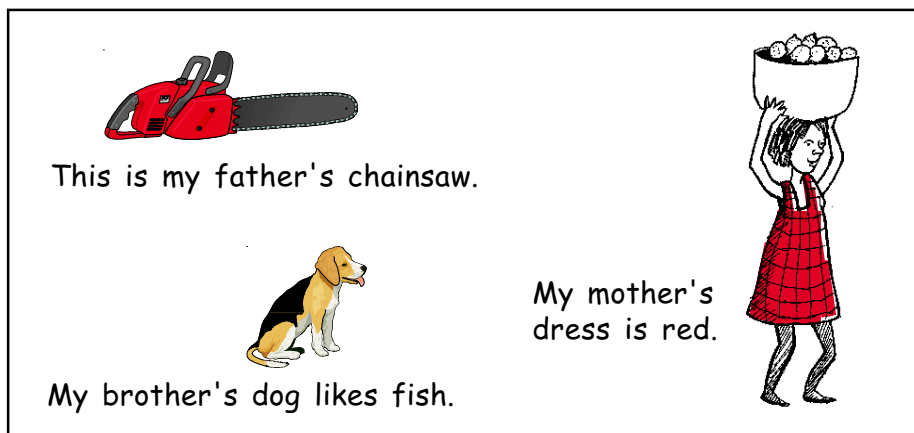 This is my father's chainsaw.
My brother's dog likes fish.
My mother's
dress is red.